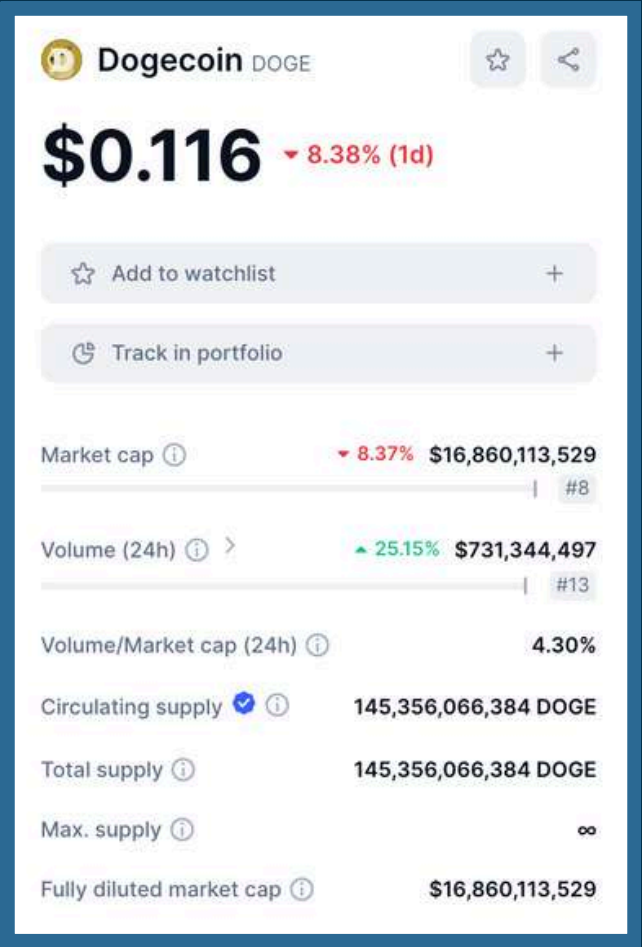 Dogecoin DOGE
$0.116 8.38% (1d)
Add to watchlist +
Track in portfolio +
Market cap 8.37% $16,860,113,529
#8
Volume (24h) > 25.15% $731,344,497
#13
Volume/Market cap (24h) 4.30%
Circulating supply 145,356,066,384 DOGE
Total supply 145,356,066,384 DOGE
Max. supply ∞
Fully diluted market cap $16,860,113,529